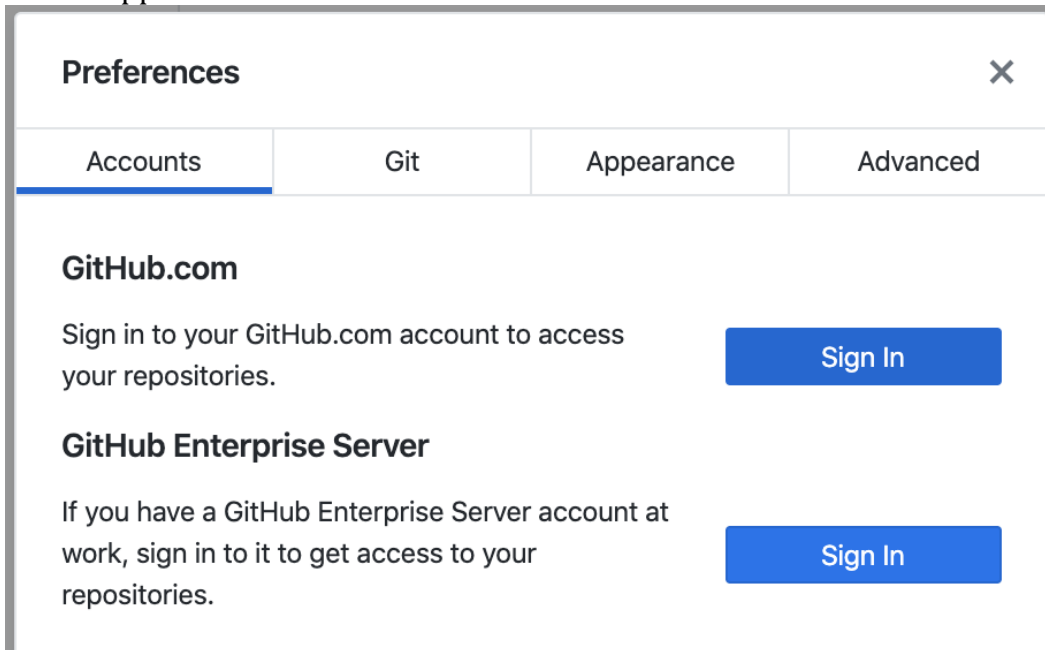 Preferences
Accounts Git Appearance Advanced
GitHub.com
Sign in to your GitHub.com account to access
your repositories.
Sign In
GitHub Enterprise Server
If you have a GitHub Enterprise Server account at
work, sign in to it to get access to your
repositories.
Sign In